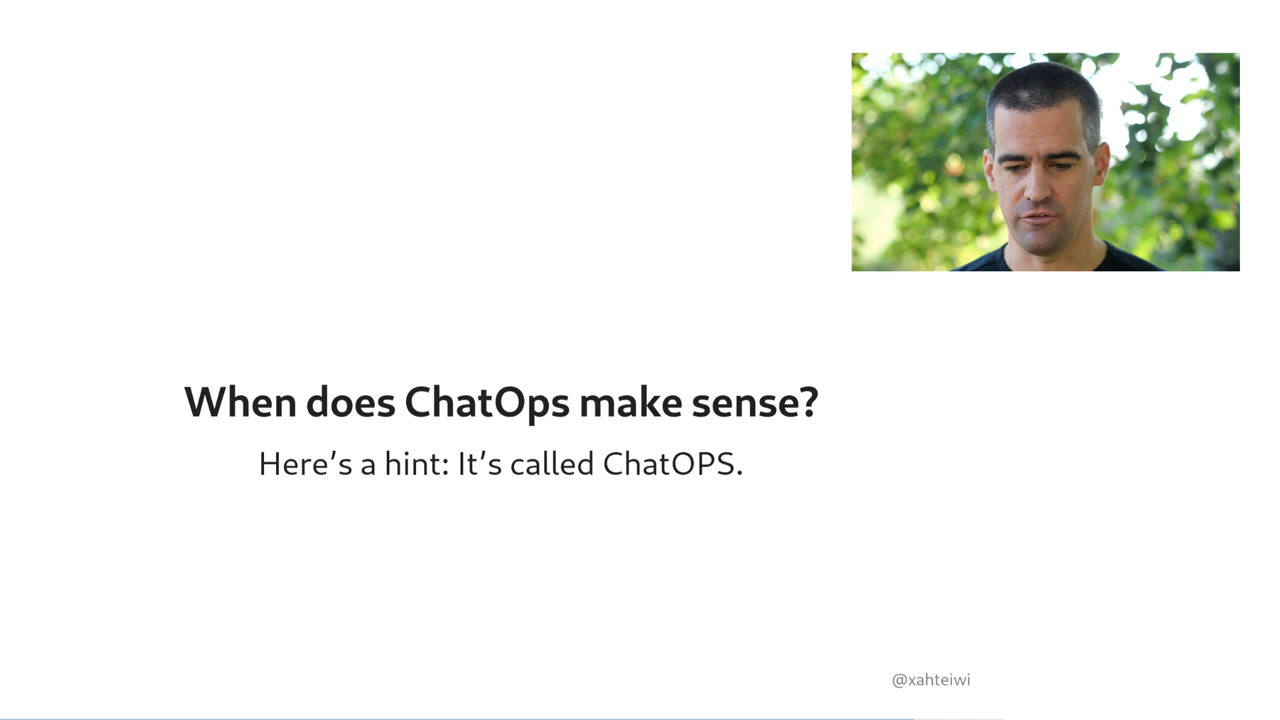 When does ChatOps make sense?
Here’s a hint: It’s called ChatOPS.
@xahteiwi